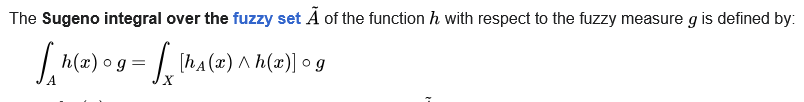 The Sugeno integral over the fuzzy set Ã of the function h with respect to the fuzzy measure g is defined by:
∫_A h(x) ∘ g = ∫_X [h_A(x) ∧ h(x)] ∘ g